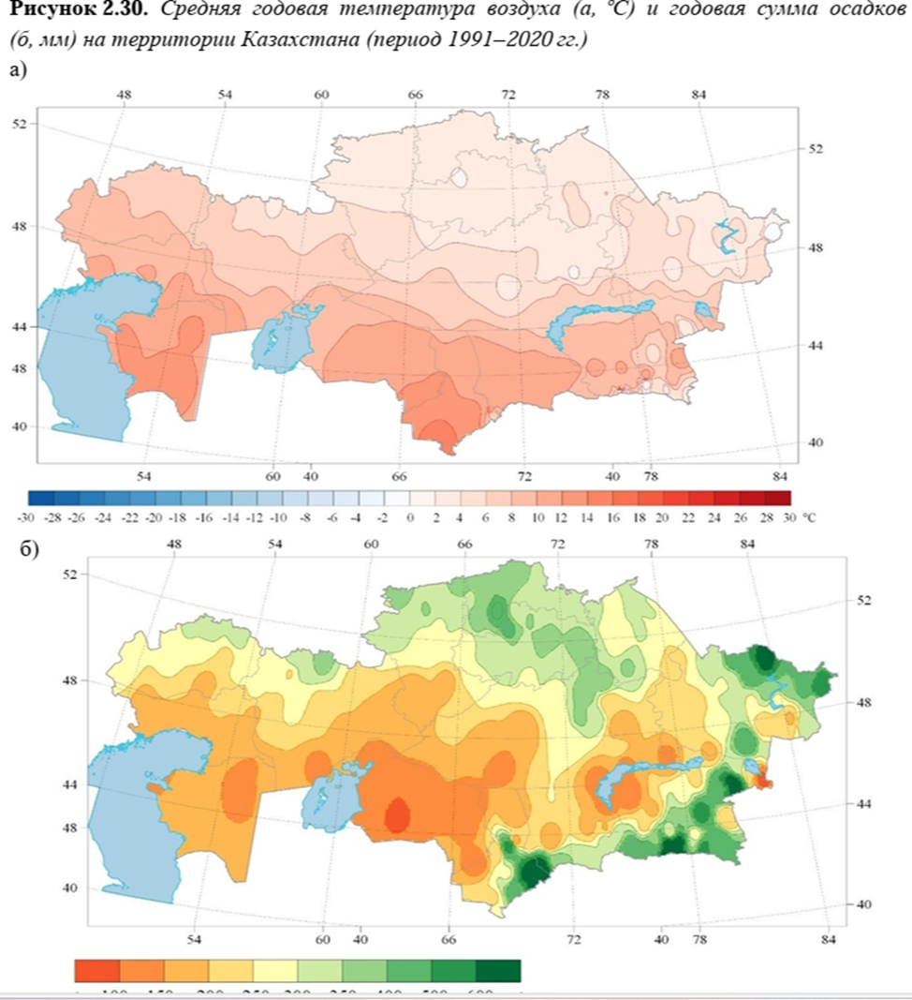 Рисунок 2.30. Средняя годовая температура воздуха (а, °С) и годовая сумма осадков
(б, мм) на территории Казахстана (период 1991–2020 гг.)
а)
48 54 60 66 72 78 84
52
52
48
48
44
44
48
40
40
54 60 40 66 72 40 78 84
-30 -28 -26 -24 -22 -20 -18 -16 -14 -12 -10 -8 -6 -4 -2 0 2 4 6 8 10 12 14 16 18 20 22 24 26 28 30 °C
б)
48 54 60 66 72 78 84
52
52
48
48
44
44
48
40
40
54 60 40 66 72 40 78 84